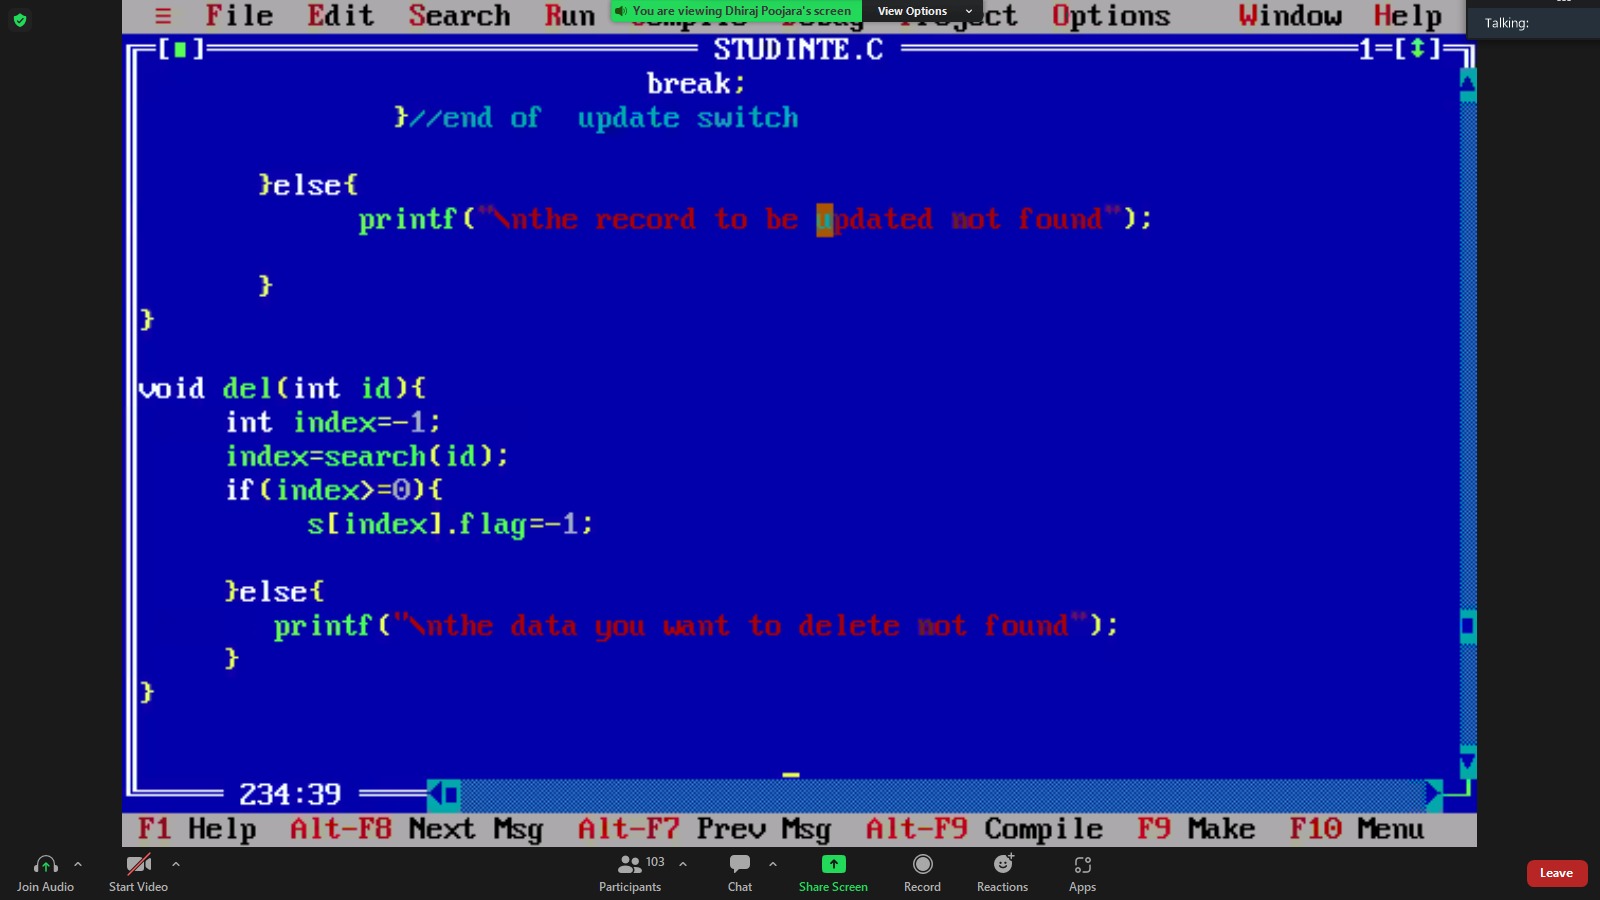 ≡ File Edit Search Run Compile Debug Project Options Window Help
You are viewing Dhiraj Poojara's screen View Options
Talking:
[■] STUDINTE.C 1=[↕]
break;
}//end of update switch
}else{
printf("\nthe record to be updated not found");
}
}
void del(int id){
int index=-1;
index=search(id);
if(index>=0){
s[index].flag=-1;
}else{
printf("\nthe data you want to delete not found");
}
}
234:39
F1 Help Alt-F8 Next Msg Alt-F7 Prev Msg Alt-F9 Compile F9 Make F10 Menu
Join Audio Start Video Participants 103 Chat Share Screen Record Reactions Apps Leave